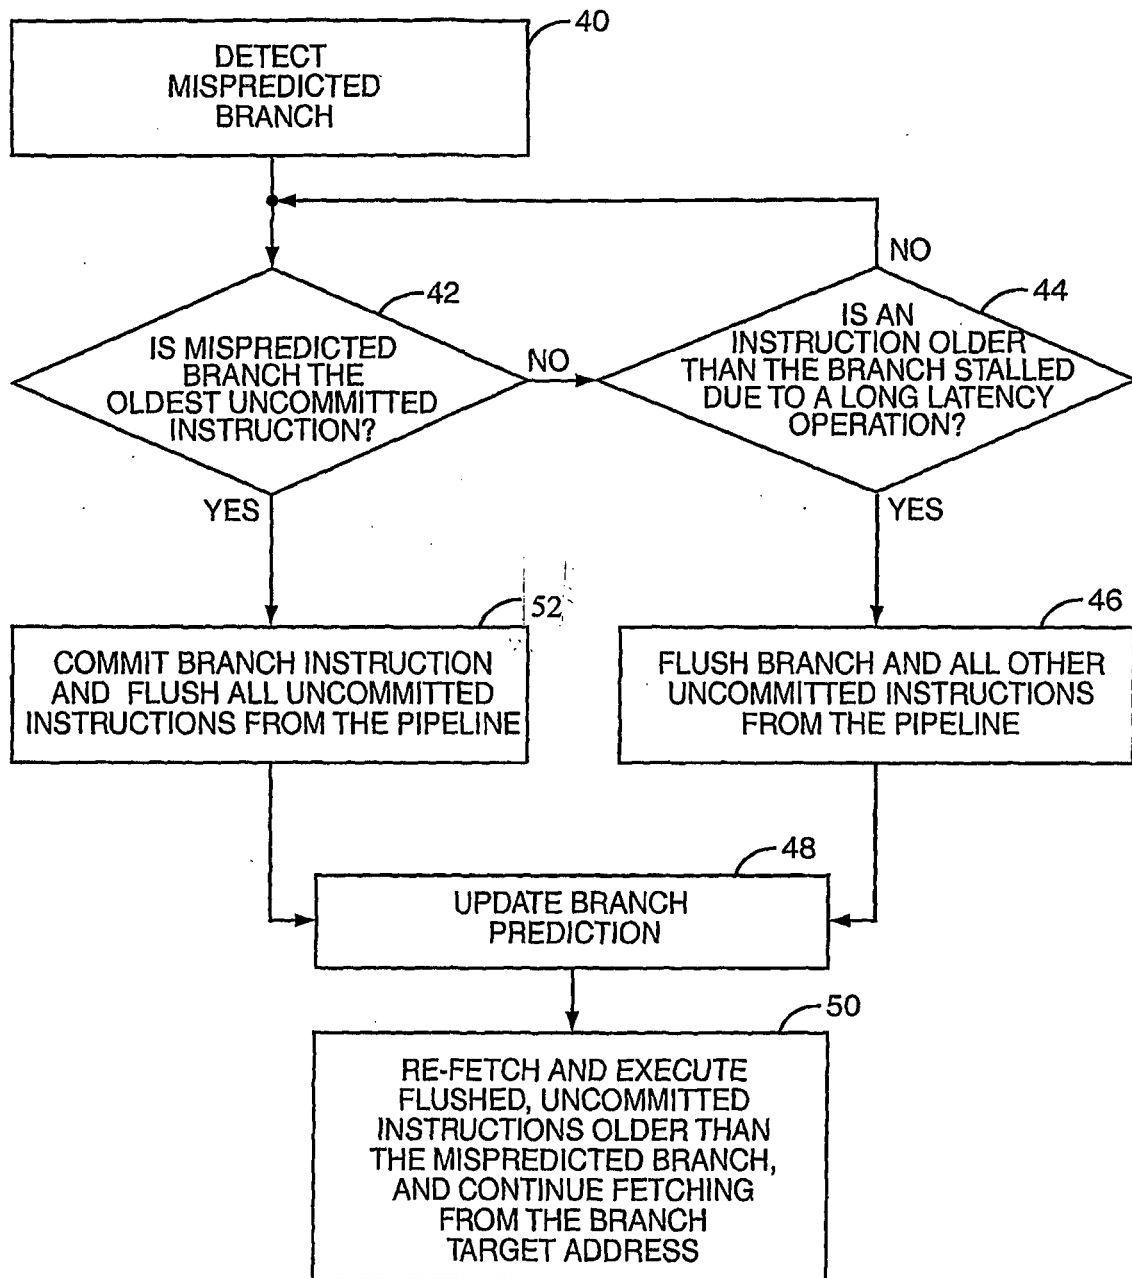 40
DETECT
MISPREDICTED
BRANCH
NO
42
44
IS MISPREDICTED
BRANCH THE
OLDEST UNCOMMITTED
INSTRUCTION?
NO
IS AN
INSTRUCTION OLDER
THAN THE BRANCH STALLED
DUE TO A LONG LATENCY
OPERATION?
YES
YES
52
46
COMMIT BRANCH INSTRUCTION
AND FLUSH ALL UNCOMMITTED
INSTRUCTIONS FROM THE PIPELINE
FLUSH BRANCH AND ALL OTHER
UNCOMMITTED INSTRUCTIONS
FROM THE PIPELINE
48
UPDATE BRANCH
PREDICTION
50
RE-FETCH AND EXECUTE
FLUSHED, UNCOMMITTED
INSTRUCTIONS OLDER THAN
THE MISPREDICTED BRANCH,
AND CONTINUE FETCHING
FROM THE BRANCH
TARGET ADDRESS